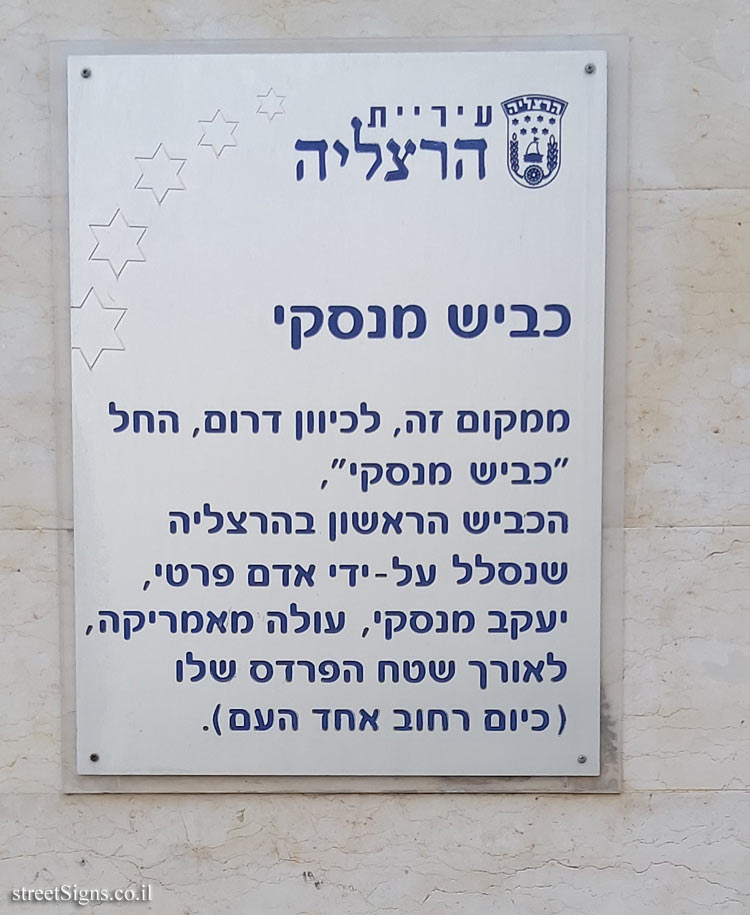 הרצליה
עיריית
הרצליה
כביש מנסקי
ממקום זה, לכיוון דרום, החל
"כביש מנסקי",
הכביש הראשון בהרצליה
שנסלל על-ידי אדם פרטי,
יעקב מנסקי, עולה מאמריקה,
לאורך שטח הפרדס שלו
(כיום רחוב אחד העם).
streetSigns.co.il